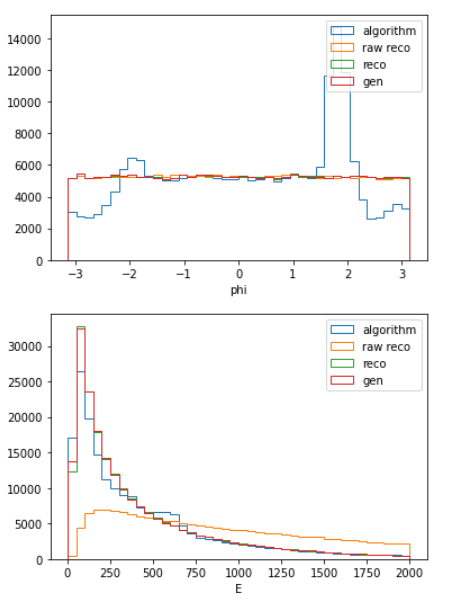 14000
12000
10000
8000
6000
4000
2000
0
algorithm
raw reco
reco
gen
−3 −2 −1 0 1 2 3
phi
30000
25000
20000
15000
10000
5000
0
algorithm
raw reco
reco
gen
0 250 500 750 1000 1250 1500 1750 2000
E